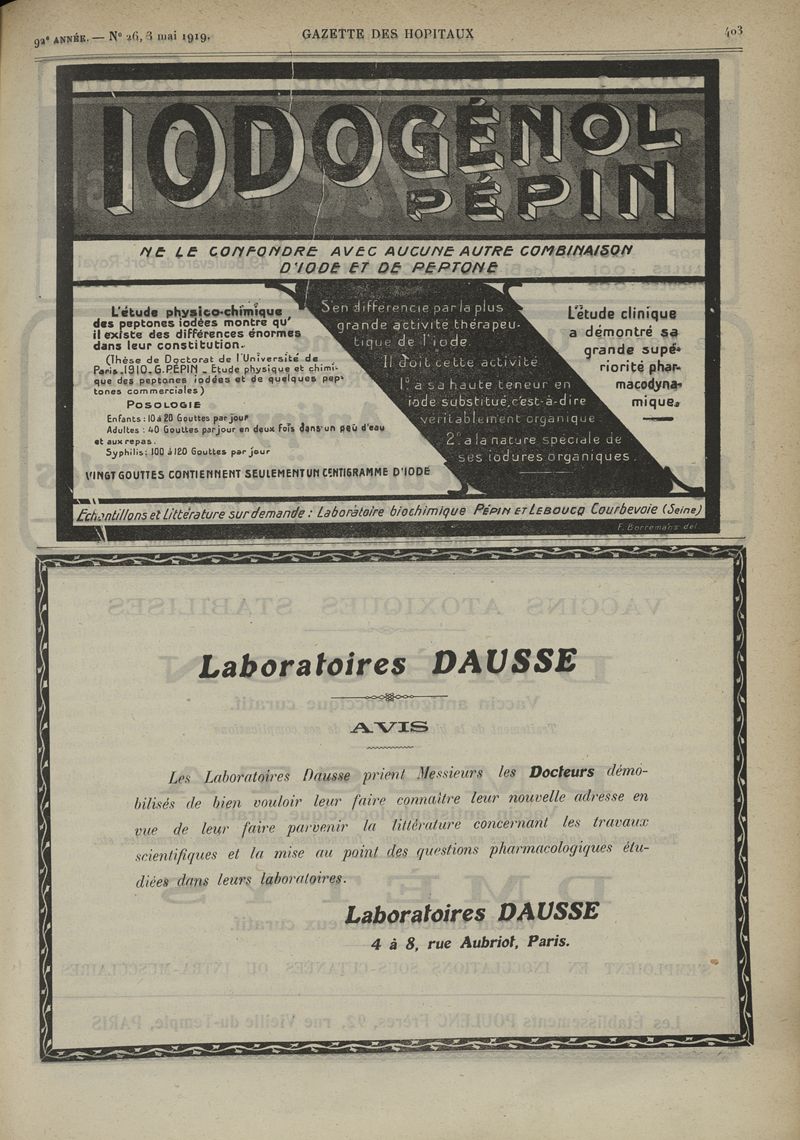 92e ANNÉE. — N° 26, 8 mai 1919.
GAZETTE DES HOPITAUX
403
IODOGÉNOL
PÉPIN
NE LE CONFONDRE AVEC AUCUNE AUTRE COMBINAISON
D'IODE ET DE PEPTONE
L'étude physico-chimique
des peptones iodées montre qu'
il existe des différences énormes
dans leur constitution.
(Thèse de Doctorat de l'Université de
Paris.1910.G.PÉPIN _ Etude physique et chimi-
que des peptones iodées et de quelques pep-
tones commerciales)
POSOLOGIE
Enfants: 10 à 20 Gouttes par jour
Adultes: 40 Gouttes par jour en deux fois dans un peu d'eau
et aux repas.
Syphilis: 100 à 120 Gouttes par jour
VINGT GOUTTES CONTIENNENT SEULEMENT UN CENTIGRAMME D'IODE
S'en différencie par la plus
grande activité thérapeu-
tique de l'iode.
Il doit cette activité
1° a sa haute teneur en
iode substitué, c'est-à-dire
véritablement organique.
2° a la nature spéciale de
ses iodures organiques.
L'étude clinique
a démontré sa
grande supé-
riorité phar-
macodyna-
mique.
Echantillons et Littérature sur demande: Laboratoire biochimique PÉPIN ET LEBOUCQ Courbevoie (Seine)
F. Borremans del.
Laboratoires DAUSSE
AVIS
Les Laboratoires Dausse prient Messieurs les Docteurs démo-
bilisés de bien vouloir leur faire connaître leur nouvelle adresse en
vue de leur faire parvenir la littérature concernant les travaux
scientifiques et la mise au point des questions pharmacologiques étu-
diées dans leurs laboratoires.
Laboratoires DAUSSE
4 à 8, rue Aubriot, Paris.